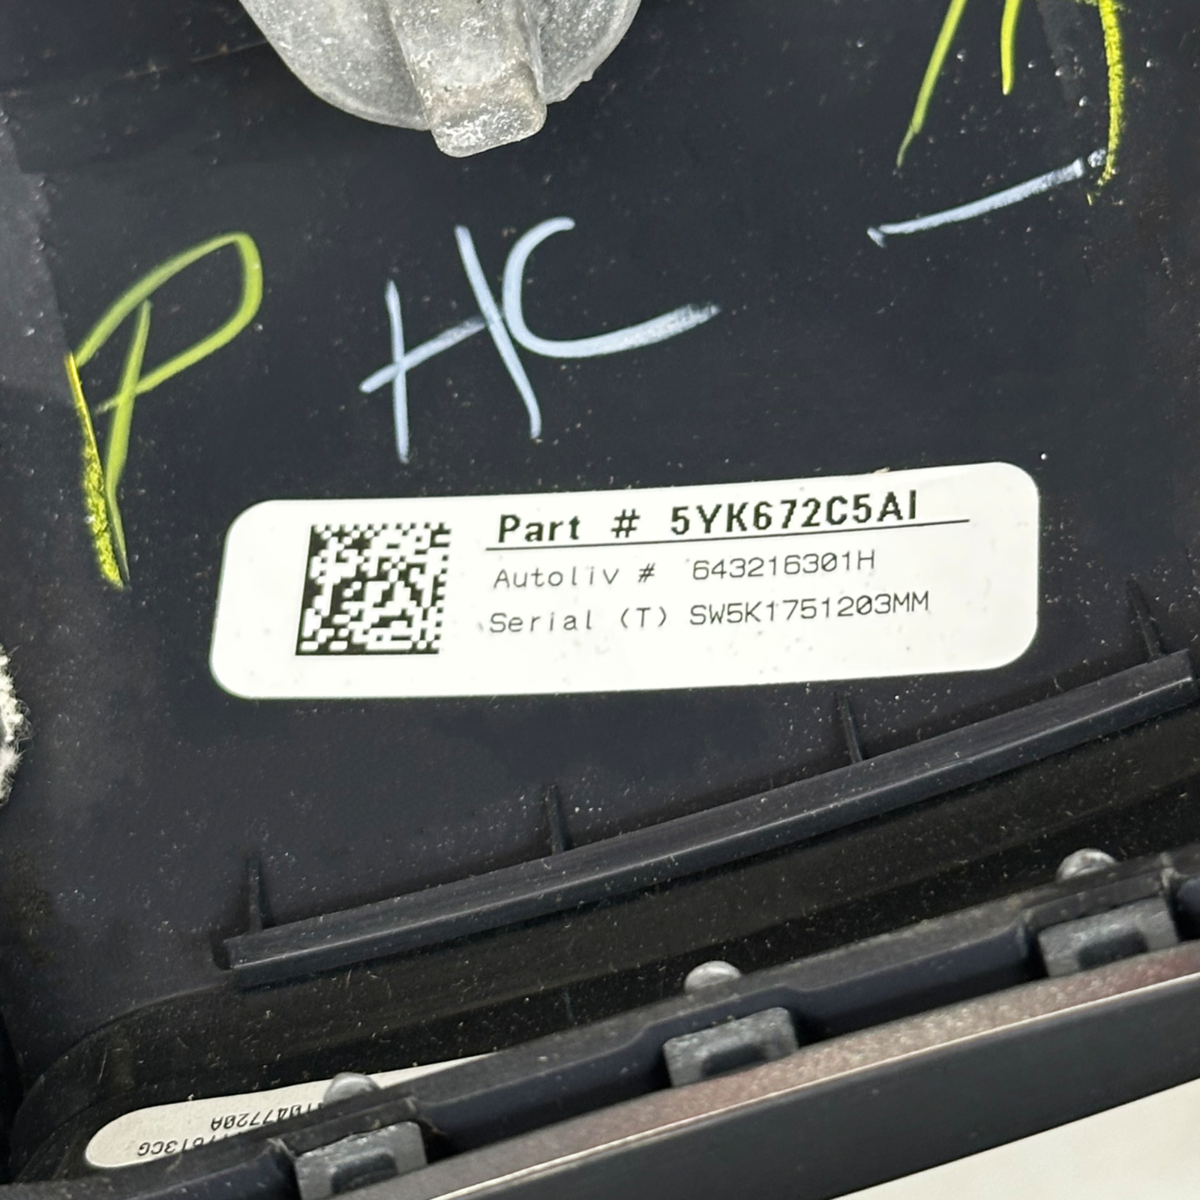 P HC
Part # 5YK672C5AI
Autoliv # 643216301H
Serial (T) SW5K1751203MM